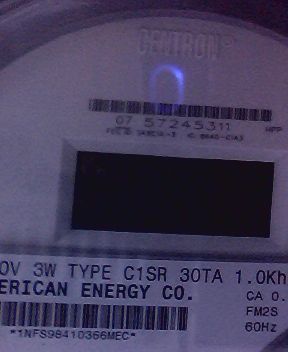 CENTRON
07 57245311
0V 3W TYPE C1SR 30TA 1.0Kh
ERICAN ENERGY CO.
CA 0.
FM2S
*1NFS98410366MEC*
60Hz